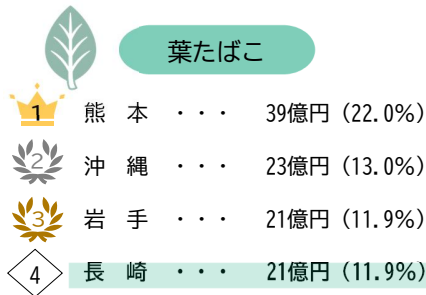 葉たばこ
1 熊 本 ・・・ 39億円 (22.0%)
2 沖 縄 ・・・ 23億円 (13.0%)
3 岩 手 ・・・ 21億円 (11.9%)
4 長 崎 ・・・ 21億円 (11.9%)